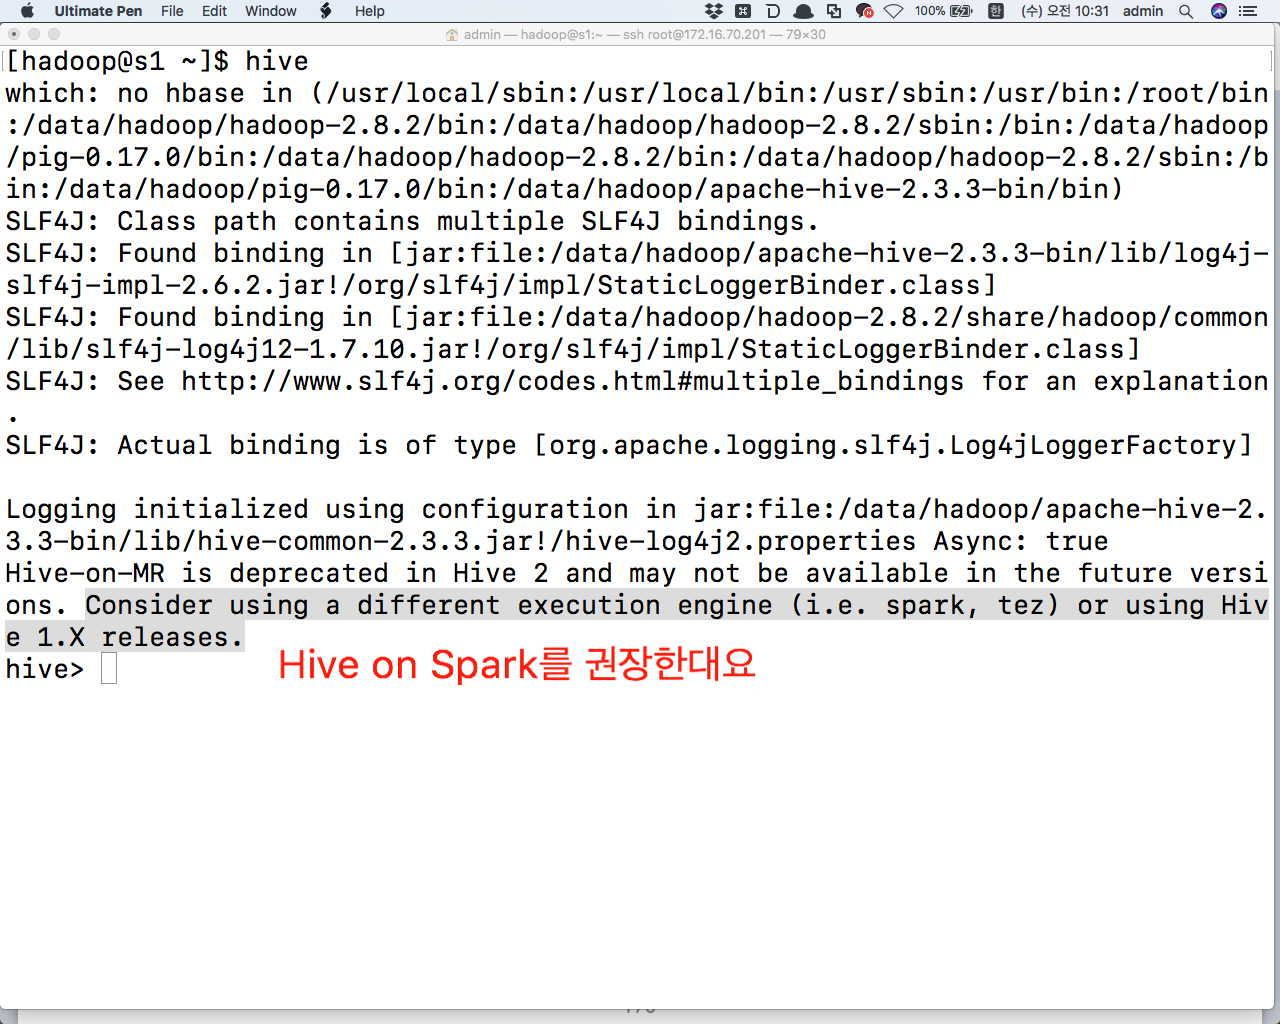 Ultimate Pen File Edit Window Help 100% 한 (수) 오전 10:31 admin
admin — hadoop@s1:~ — ssh root@172.16.70.201 — 79×30
[hadoop@s1 ~]$ hive
which: no hbase in (/usr/local/sbin:/usr/local/bin:/usr/sbin:/usr/bin:/root/bin
:/data/hadoop/hadoop-2.8.2/bin:/data/hadoop/hadoop-2.8.2/sbin:/bin:/data/hadoop
/pig-0.17.0/bin:/data/hadoop/hadoop-2.8.2/bin:/data/hadoop/hadoop-2.8.2/sbin:/b
in:/data/hadoop/pig-0.17.0/bin:/data/hadoop/apache-hive-2.3.3-bin/bin)
SLF4J: Class path contains multiple SLF4J bindings.
SLF4J: Found binding in [jar:file:/data/hadoop/apache-hive-2.3.3-bin/lib/log4j-
slf4j-impl-2.6.2.jar!/org/slf4j/impl/StaticLoggerBinder.class]
SLF4J: Found binding in [jar:file:/data/hadoop/hadoop-2.8.2/share/hadoop/common
/lib/slf4j-log4j12-1.7.10.jar!/org/slf4j/impl/StaticLoggerBinder.class]
SLF4J: See http://www.slf4j.org/codes.html#multiple_bindings for an explanation
.
SLF4J: Actual binding is of type [org.apache.logging.slf4j.Log4jLoggerFactory]
Logging initialized using configuration in jar:file:/data/hadoop/apache-hive-2.
3.3-bin/lib/hive-common-2.3.3.jar!/hive-log4j2.properties Async: true
Hive-on-MR is deprecated in Hive 2 and may not be available in the future versi
ons. Consider using a different execution engine (i.e. spark, tez) or using Hiv
e 1.X releases.
hive>
Hive on Spark를 권장한대요